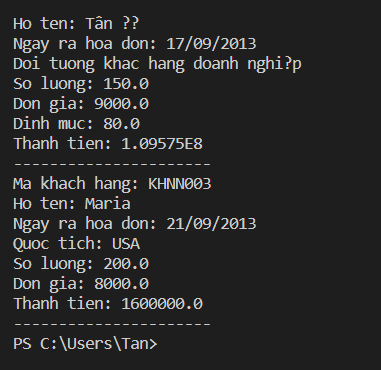 Ho ten: Tân ??
Ngay ra hoa don: 17/09/2013
Doi tuong khac hang doanh nghi?p
So luong: 150.0
Don gia: 9000.0
Dinh muc: 80.0
Thanh tien: 1.09575E8
----------------------
Ma khach hang: KHNN003
Ho ten: Maria
Ngay ra hoa don: 21/09/2013
Quoc tich: USA
So luong: 200.0
Don gia: 8000.0
Thanh tien: 1600000.0
----------------------
PS C:\Users\Tan>